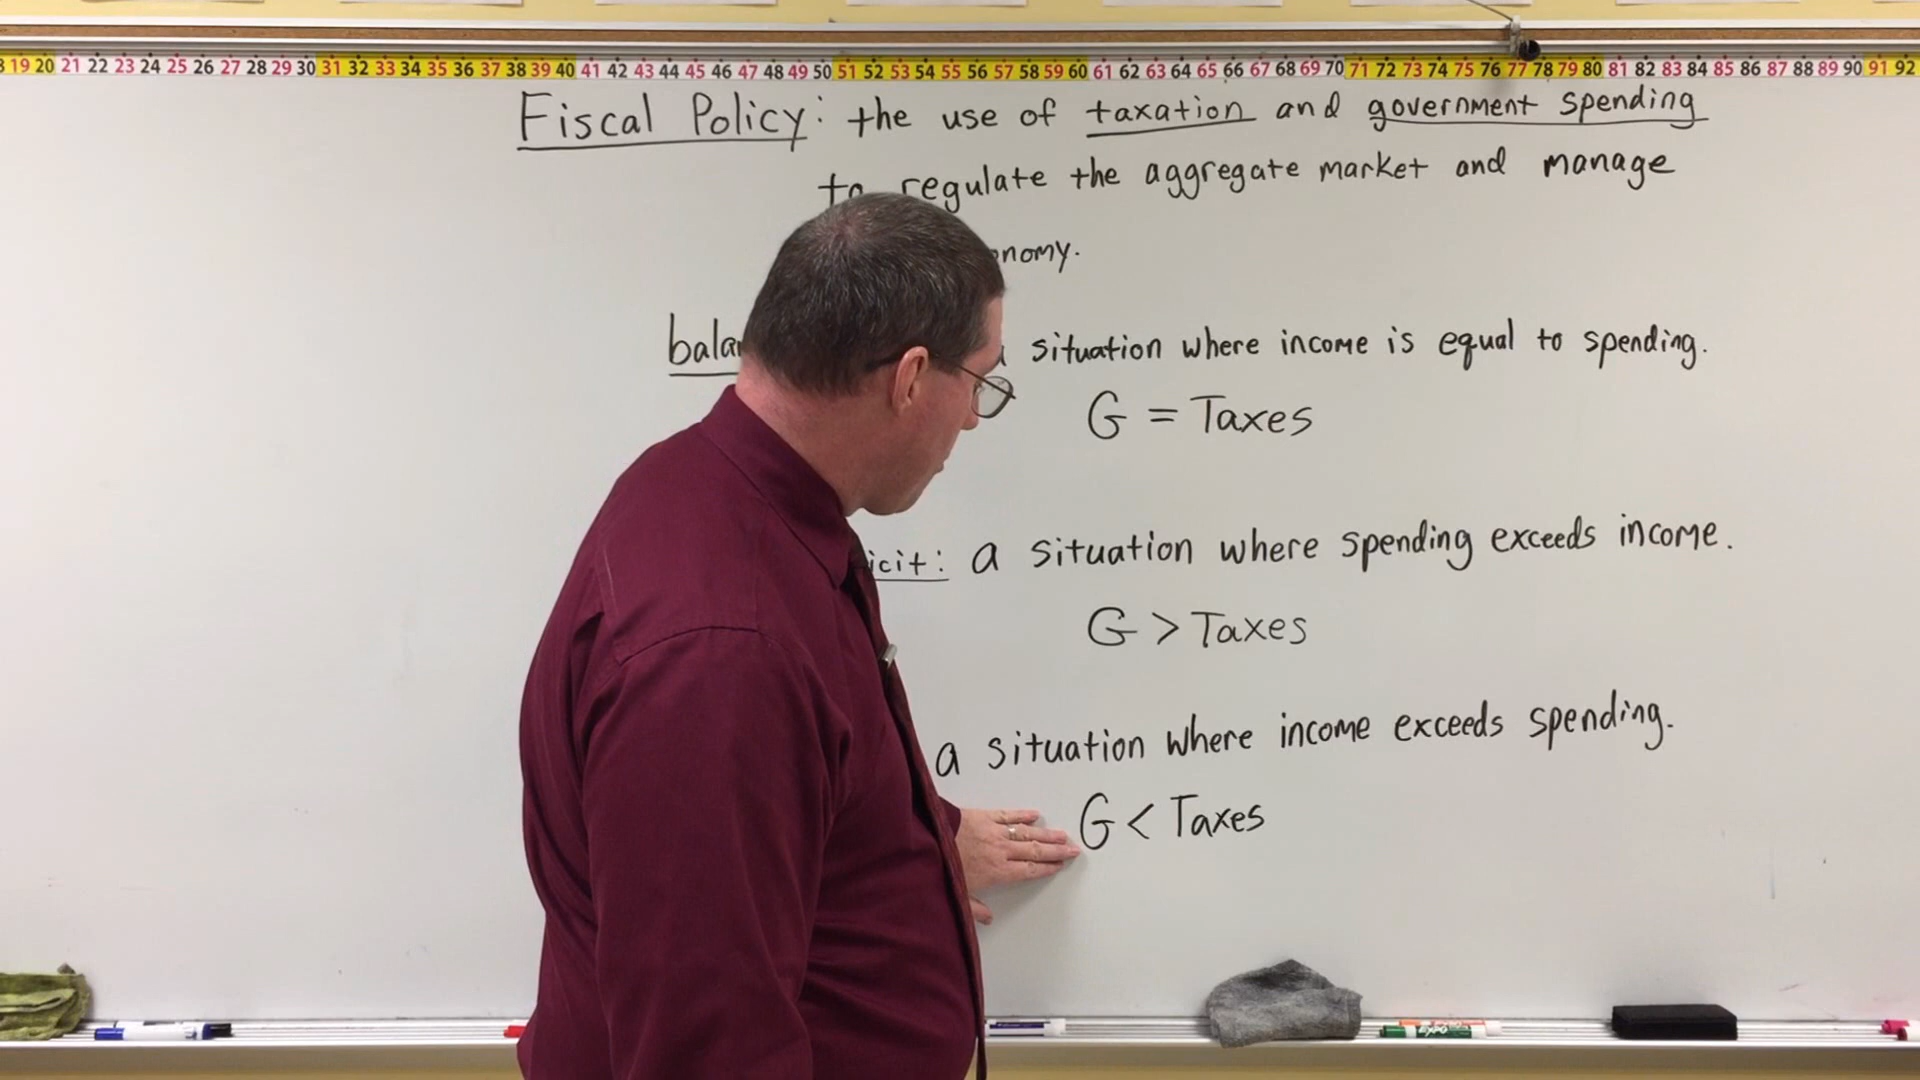 19 20 21 22 23 24 25 26 27 28 29 30 31 32 33 34 35 36 37 38 39 40 41 42 43 44 45 46 47 48 49 50 51 52 53 54 55 56 57 58 59 60 61 62 63 64 65 66 67 68 69 70 71 72 73 74 75 76 77 78 79 80 81 82 83 84 85 86 87 88 89 90 91 92
Fiscal Policy: the use of taxation and government spending
to regulate the aggregate market and manage
nomy.
balan situation where income is equal to spending.
G = Taxes
icit: a situation where spending exceeds income.
G > Taxes
a situation where income exceeds spending.
G < Taxes
EXPO